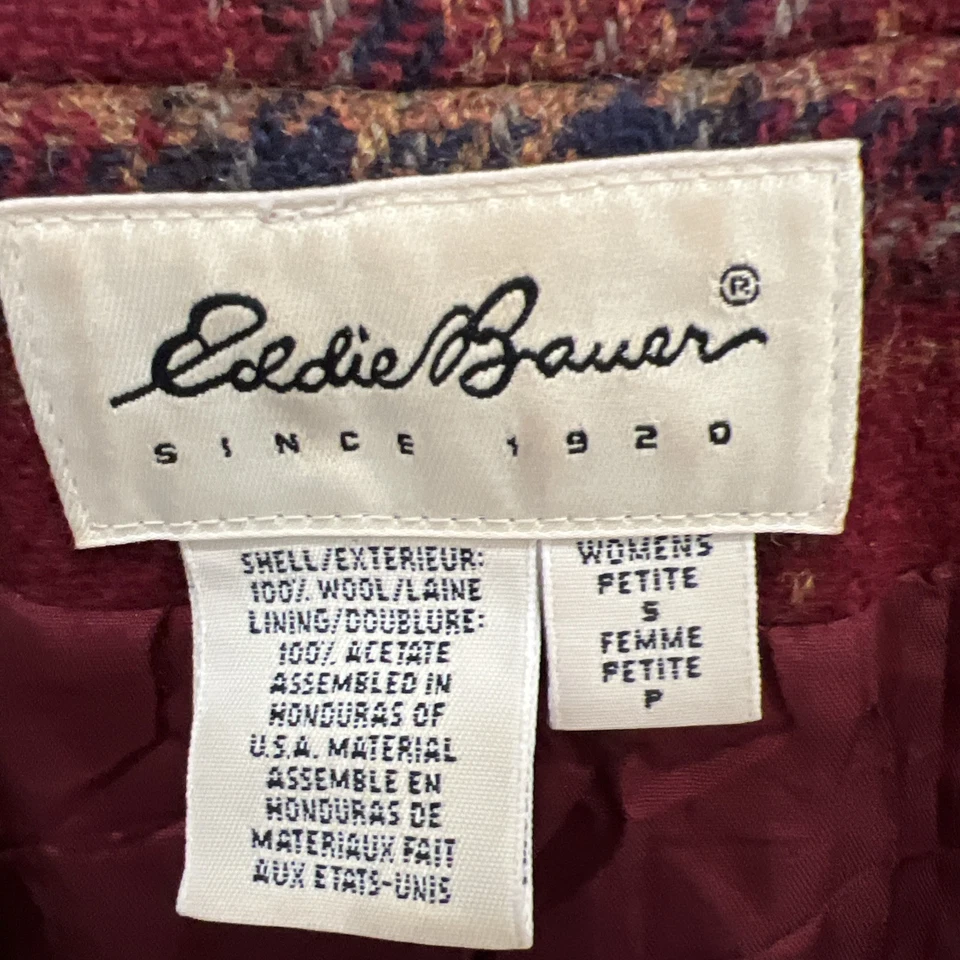 Eddie Bauer®
SINCE 1920
SHELL/EXTERIEUR:
100% WOOL/LAINE
LINING/DOUBLURE:
100% ACETATE
ASSEMBLED IN
HONDURAS OF
U.S.A. MATERIAL
ASSEMBLE EN
HONDURAS DE
MATERIAUX FAIT
AUX ETATS-UNIS
WOMENS
PETITE
S
FEMME
PETITE
P